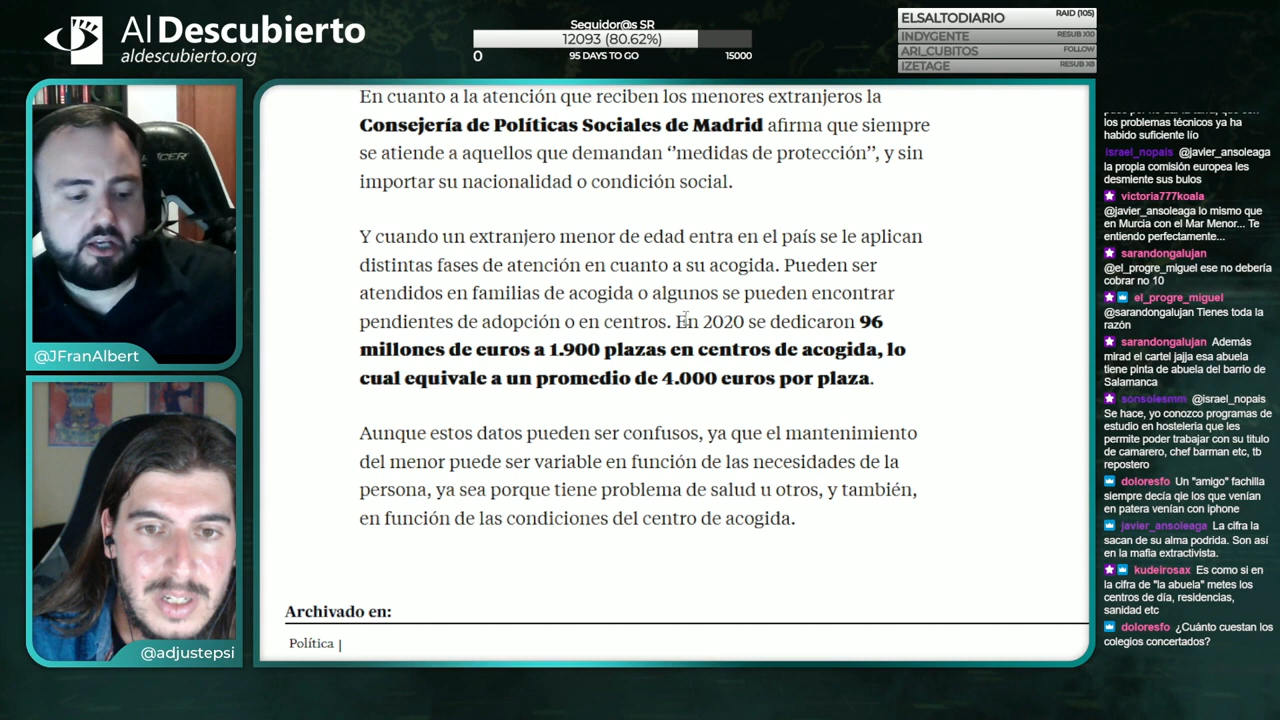 Al Descubierto
aldescubierto.org
Seguidor@s SR
12093 (80.62%)
0
95 DAYS TO GO
15000
ELSALTODIARIO RAID (105)
INDYGENTE RESUB X10
ARI_CUBITOS FOLLOW
IZETAGE RESUB X8
@JFranAlbert
@adjustepsi
En cuanto a la atención que reciben los menores extranjeros la
Consejería de Políticas Sociales de Madrid afirma que siempre
se atiende a aquellos que demandan ‘’medidas de protección’’, y sin
importar su nacionalidad o condición social.
Y cuando un extranjero menor de edad entra en el país se le aplican
distintas fases de atención en cuanto a su acogida. Pueden ser
atendidos en familias de acogida o algunos se pueden encontrar
pendientes de adopción o en centros. En 2020 se dedicaron 96
millones de euros a 1.900 plazas en centros de acogida, lo
cual equivale a un promedio de 4.000 euros por plaza.
Aunque estos datos pueden ser confusos, ya que el mantenimiento
del menor puede ser variable en función de las necesidades de la
persona, ya sea porque tiene problema de salud u otros, y también,
en función de las condiciones del centro de acogida.
Archivado en:
Política |
los problemas técnicos ya ha
habido suficiente lío
israel_nopais @javier_ansoleaga
la propia comisión europea les
desmiente sus bulos
victoria777koala
@javier_ansoleaga lo mismo que
en Murcia con el Mar Menor... Te
entiendo perfectamente...
sarandongalujan
@el_progre_miguel ese no debería
cobrar no 10
el_progre_miguel
@sarandongalujan Tienes toda la
razón
sarandongalujan Además
mirad el cartel jajja esa abuela
tiene pinta de abuela del barrio de
Salamanca
sonsolesmm @israel_nopais
Se hace, yo conozco programas de
estudio en hosteleria que les
permite poder trabajar con su titulo
de camarero, chef barman etc, tb
repostero
doloresfo Un "amigo" fachilla
siempre decía qie los que venían
en patera venían con iphone
javier_ansoleaga La cifra la
sacan de su alma podrida. Son así
en la mafia extractivista.
kudeirosax Es como si en
la cifra de "la abuela" metes los
centros de día, residencias,
sanidad etc
doloresfo ¿Cuánto cuestan los
colegios concertados?